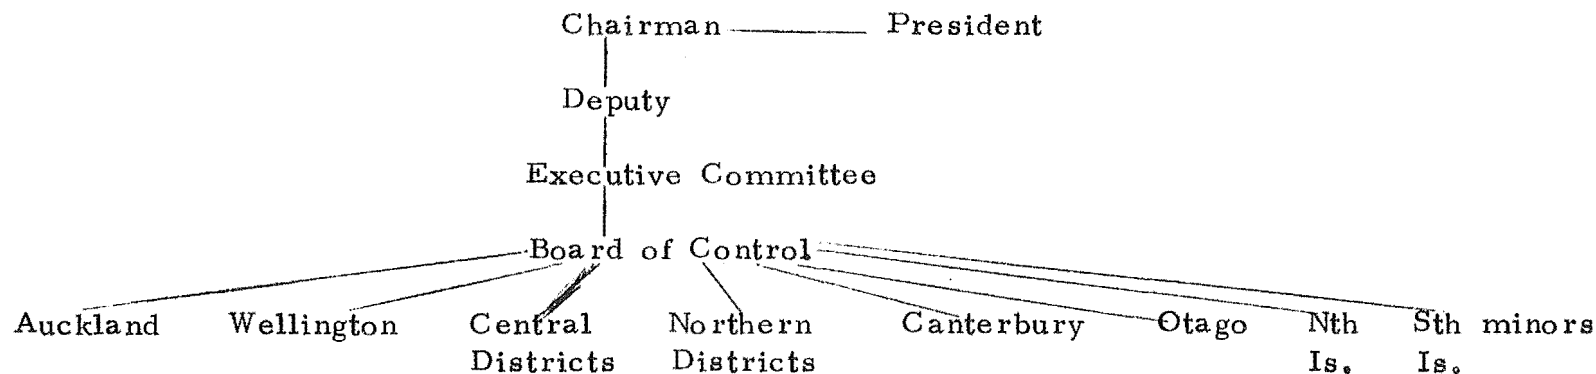 Chairman President
Deputy
Executive Committee
Board of Control
Auckland Wellington Central Northern Canterbury Otago Nth Sth minors
Districts Districts Is. Is.